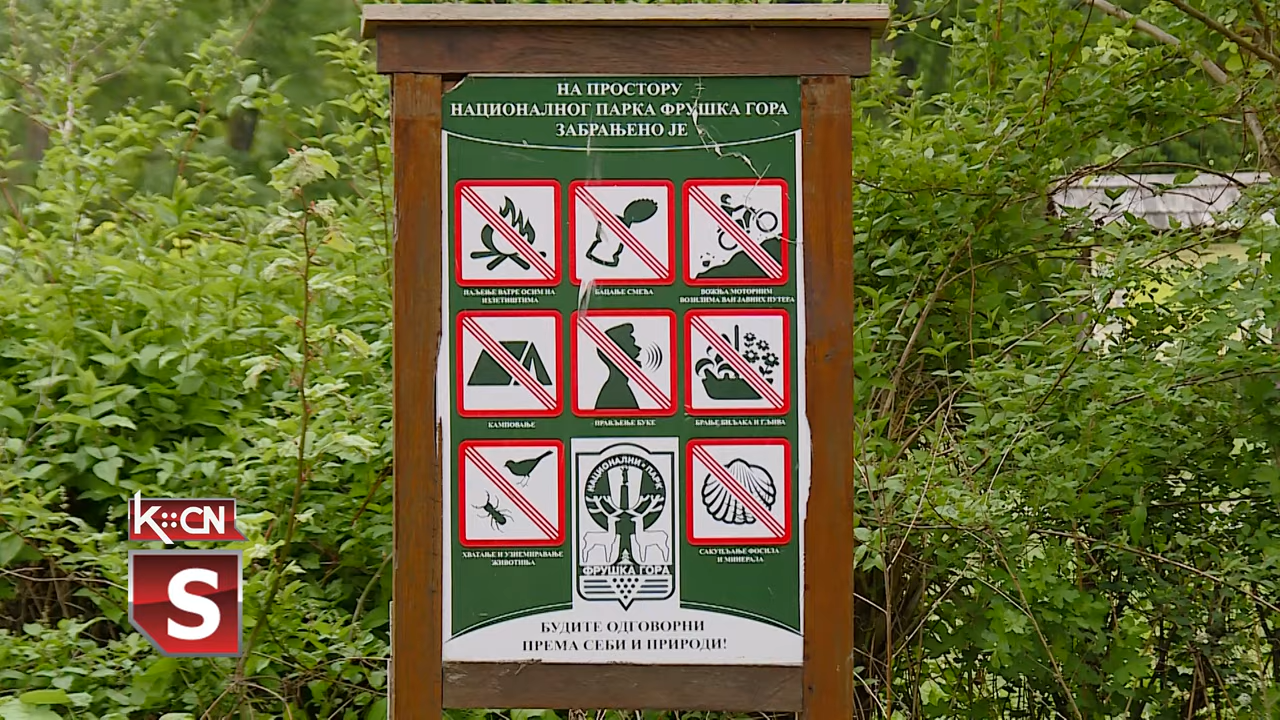 НА ПРОСТОРУ
НАЦИОНАЛНОГ ПАРКА ФРУШКА ГОРА
ЗАБРАЊЕНО ЈЕ
ПАЉЕЊЕ ВАТРЕ ОСИМ НА
ИЗЛЕТИШТИМА
БАЦАЊЕ СМЕЋА
ВОЖЊА МОТОРНИМ
ВОЗИЛИМА ВАН ЈАВНИХ ПУТЕВА
КАМПОВАЊЕ
ПРАВЉЕЊЕ БУКЕ
БРАЊЕ БИЉАКА И ГЉИВА
ХВАТАЊЕ И УЗНЕМИРАВАЊЕ
ЖИВОТИЊА
НАЦИОНАЛНИ ПАРК
ФРУШКА ГОРА
САКУПЉАЊЕ ФОСИЛА
И МИНЕРАЛА
БУДИТЕ ОДГОВОРНИ
ПРЕМА СЕБИ И ПРИРОДИ!
K::CN
S